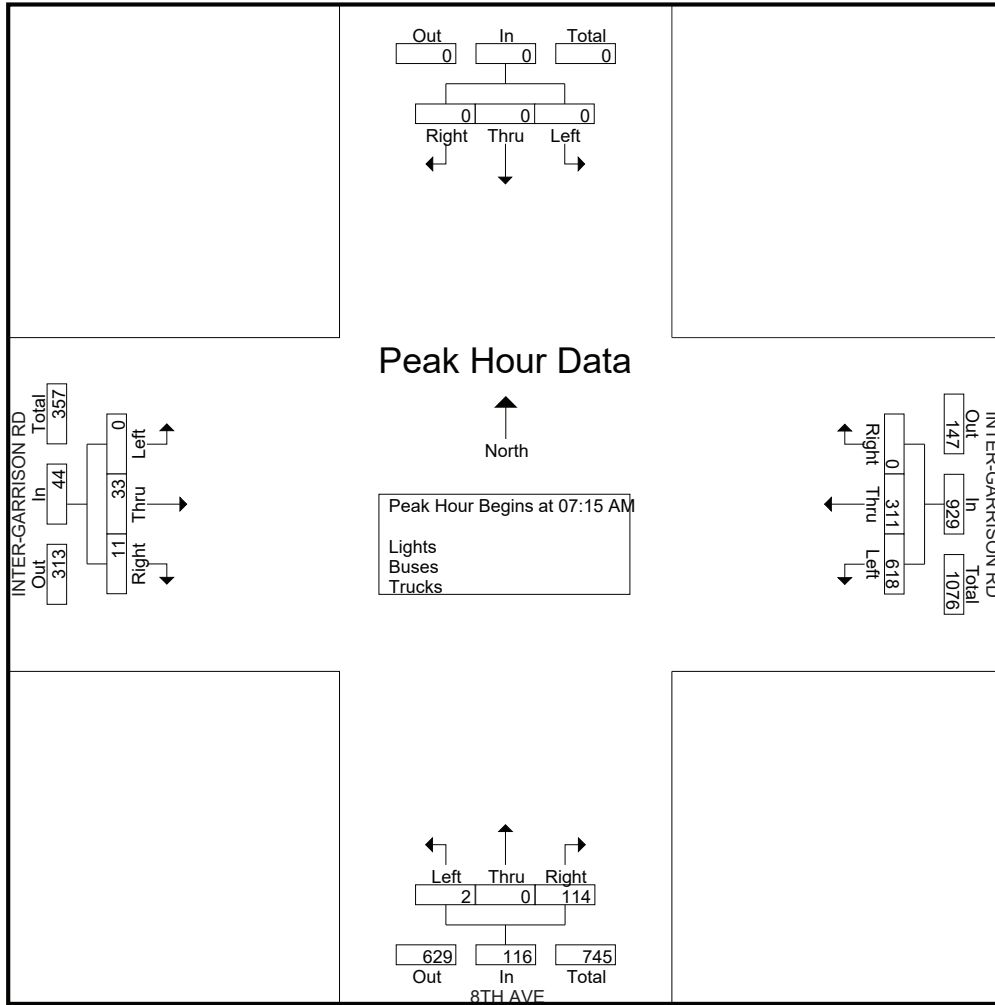 Out In Total
0 0 0
0 0 0
Right Thru Left
Peak Hour Data
North
Peak Hour Begins at 07:15 AM
Lights
Buses
Trucks
INTER-GARRISON RD
Total In Out
357 44 313
0 33 11
Left Thru Right
INTER-GARRISON RD
Out In Total
147 929 1076
0 311 618
Right Thru Left
Left Thru Right
2 0 114
629 116 745
Out In Total
8TH AVE